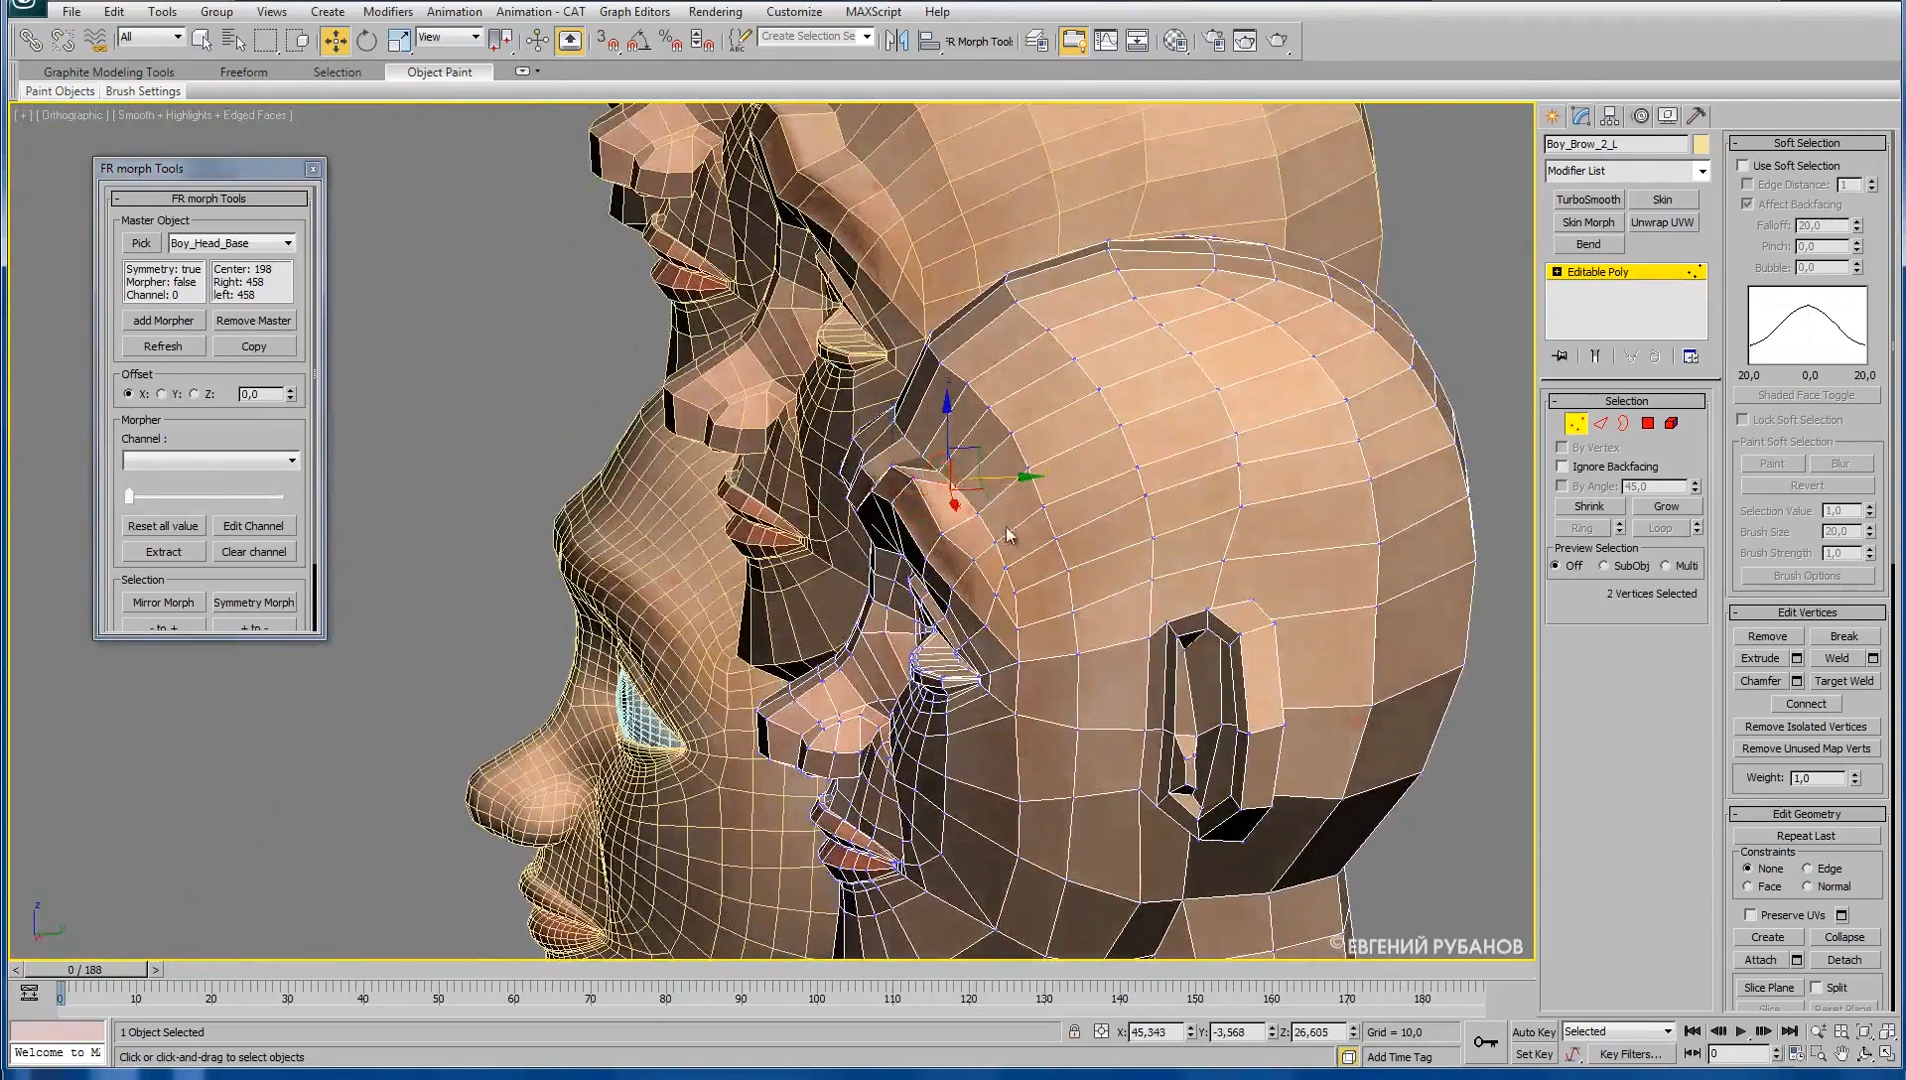 File Edit Tools Group Views Create Modifiers Animation Animation - CAT Graph Editors Rendering Customize MAXScript Help
All View Create Selection Se FR Morph Tools
Graphite Modeling Tools Freeform Selection Object Paint
Paint Objects Brush Settings
[ + ] [ Orthographic ] [ Smooth + Highlights + Edged Faces ]
FR morph Tools
FR morph Tools
Master Object
Pick Boy_Head_Base
Symmetry: true
Morpher: false
Channel: 0
Center: 198
Right: 458
left: 458
add Morpher Remove Master
Refresh Copy
Offset
X: Y: Z: 0,0
Morpher
Channel :
Reset all value Edit Channel
Extract Clear channel
Selection
Mirror Morph Symmetry Morph
- to + + to -
© ЕВГЕНИЙ РУБАНОВ
Boy_Brow_2_L
Modifier List
TurboSmooth Skin
Skin Morph Unwrap UVW
Bend
Editable Poly
Selection
By Vertex
Ignore Backfacing
By Angle: 45,0
Shrink Grow
Ring Loop
Preview Selection
Off SubObj Multi
2 Vertices Selected
Soft Selection
Use Soft Selection
Edge Distance: 1
Affect Backfacing
Falloff: 20,0
Pinch: 0,0
Bubble: 0,0
20,0 0,0 20,0
Shaded Face Toggle
Lock Soft Selection
Paint Soft Selection
Paint Blur
Revert
Selection Value 1,0
Brush Size 20,0
Brush Strength 1,0
Brush Options
Edit Vertices
Remove Break
Extrude Weld
Chamfer Target Weld
Connect
Remove Isolated Vertices
Remove Unused Map Verts
Weight: 1,0
Edit Geometry
Repeat Last
Constraints
None Edge
Face Normal
Preserve UVs
Create Collapse
Attach Detach
Slice Plane Split
Slice Reset Plane
< 0 / 188 >
0 10 20 30 40 50 60 70 80 90 100 110 120 130 140 150 160 170 180
1 Object Selected X: 45,343 Y: -3,568 Z: 26,605 Grid = 10,0 Auto Key Selected
Welcome to M Click or click-and-drag to select objects Add Time Tag Set Key Key Filters... 0